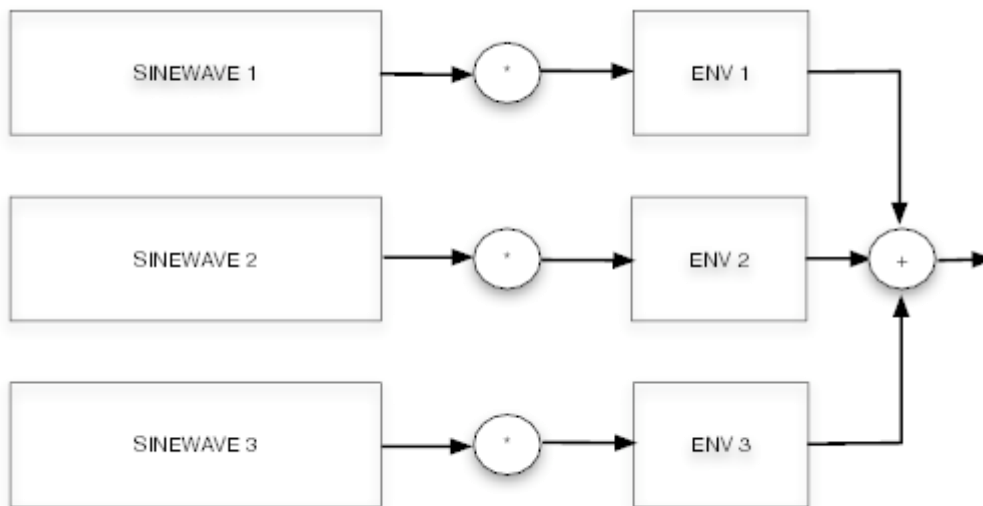 SINEWAVE 1
*
ENV 1
SINEWAVE 2
*
ENV 2
+
SINEWAVE 3
*
ENV 3